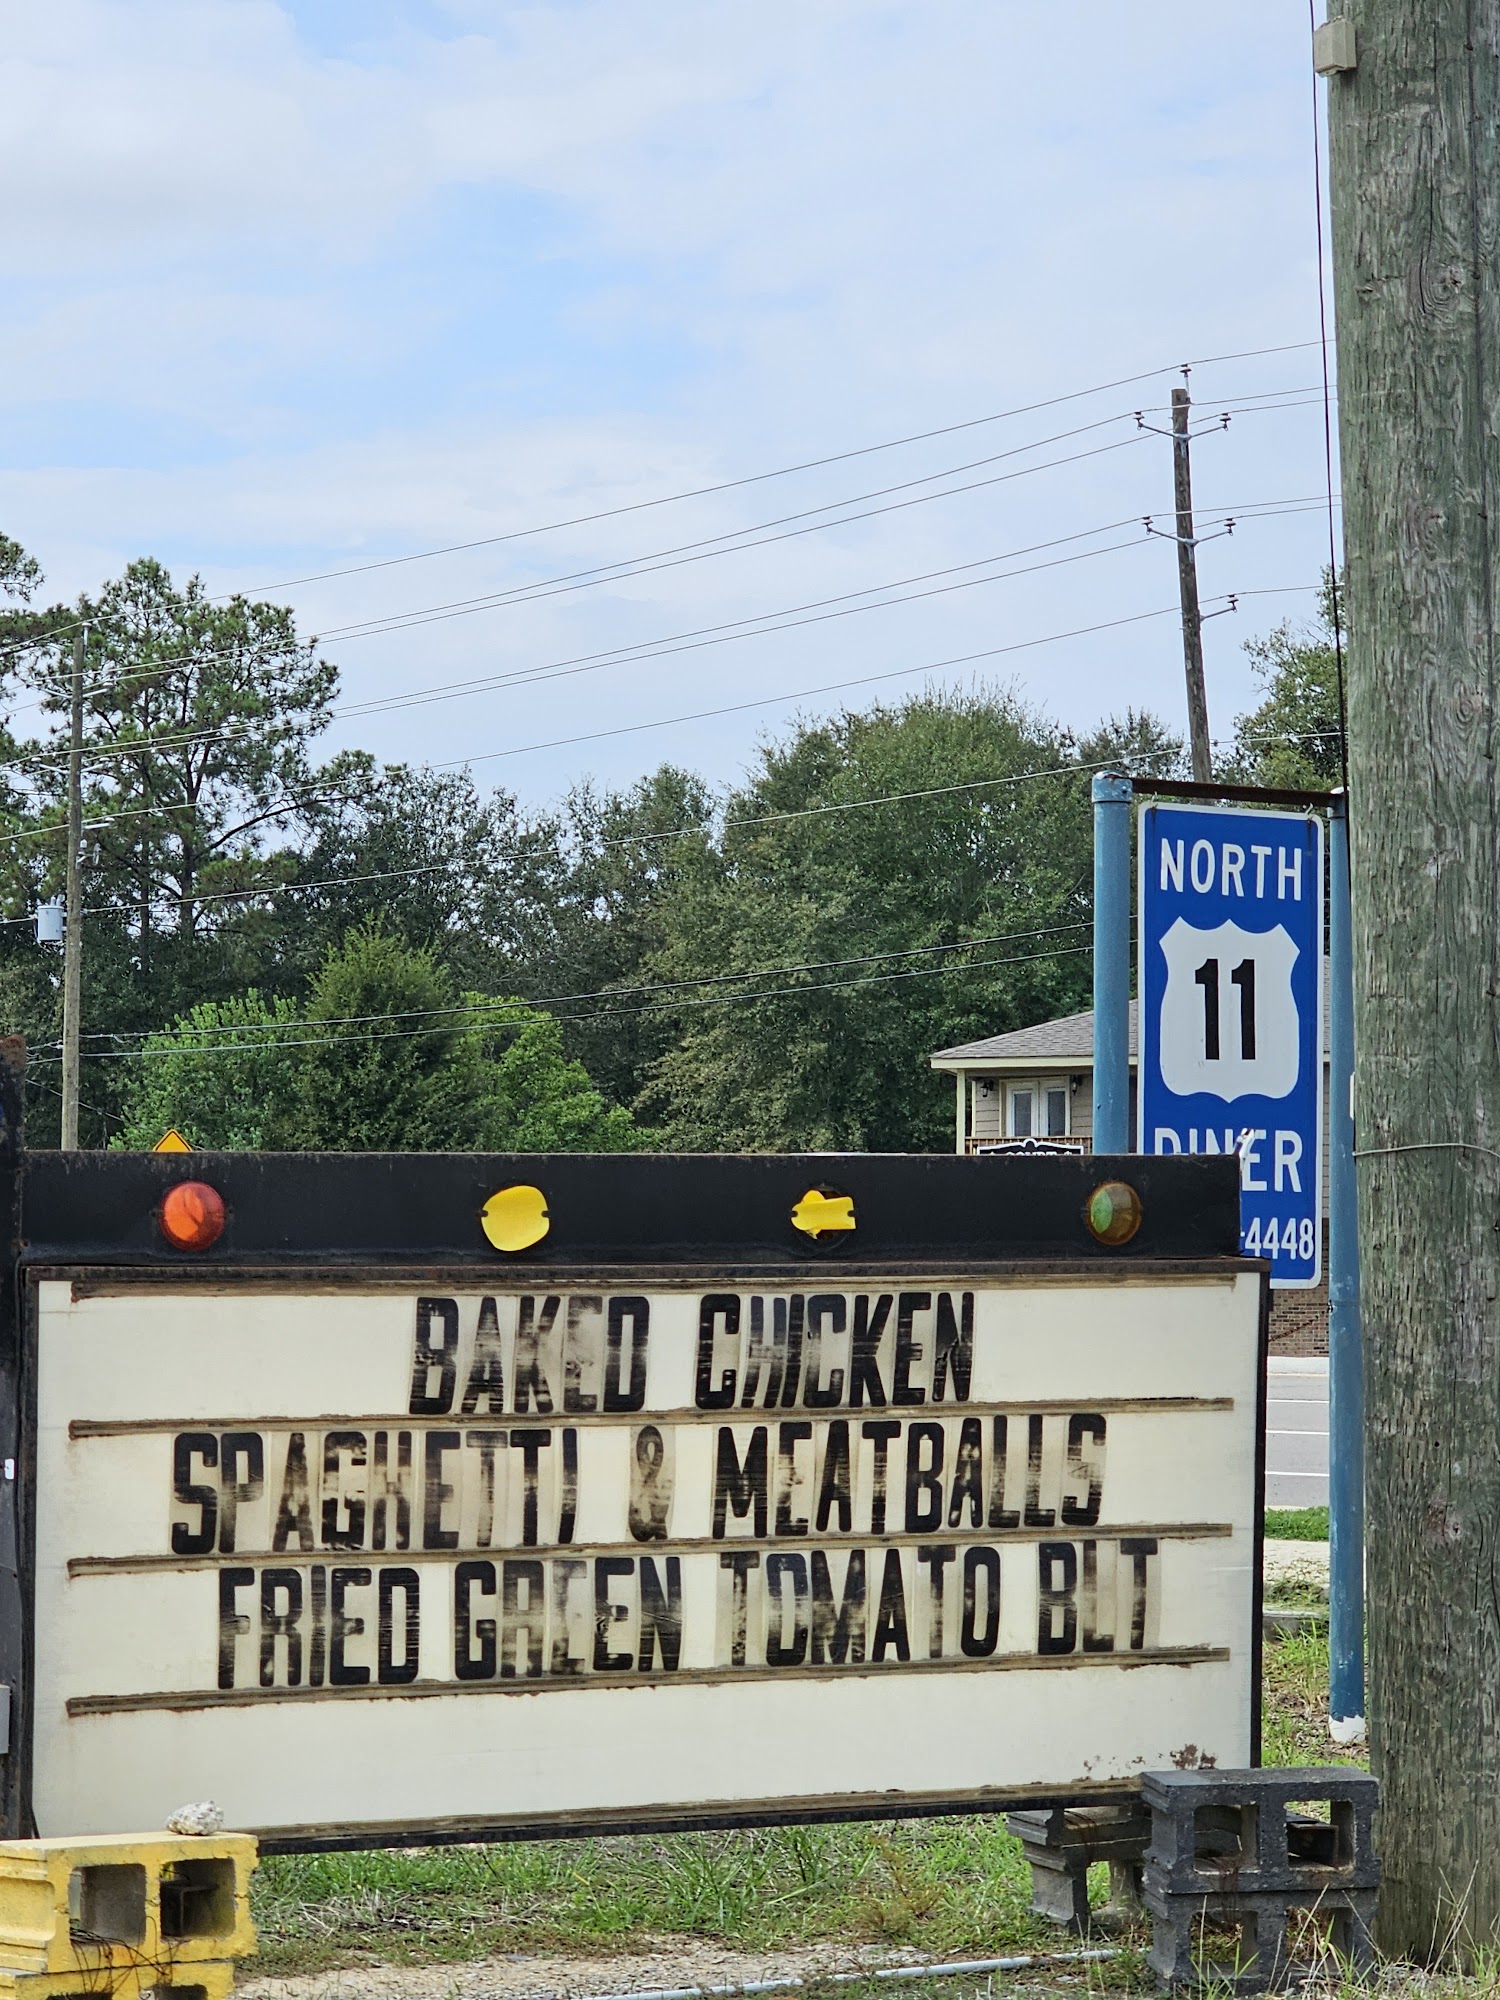 NORTH
11
DINER
-4448
BAKED CHICKEN
SPAGHETTI & MEATBALLS
FRIED GREEN TOMATO BLT